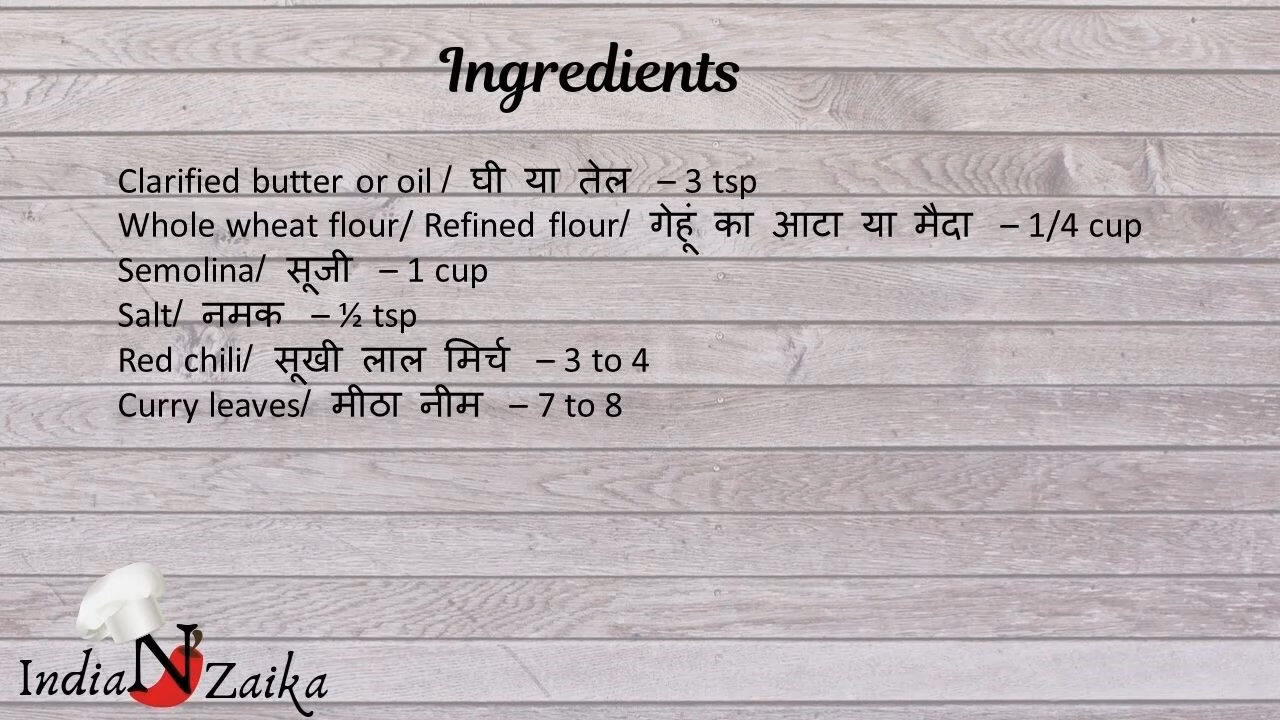 Ingredients
Clarified butter or oil / घी या तेल – 3 tsp
Whole wheat flour/ Refined flour/ गेहूं का आटा या मैदा – 1/4 cup
Semolina/ सूजी – 1 cup
Salt/ नमक – ½ tsp
Red chili/ सूखी लाल मिर्च – 3 to 4
Curry leaves/ मीठा नीम – 7 to 8
IndiaN Zaika